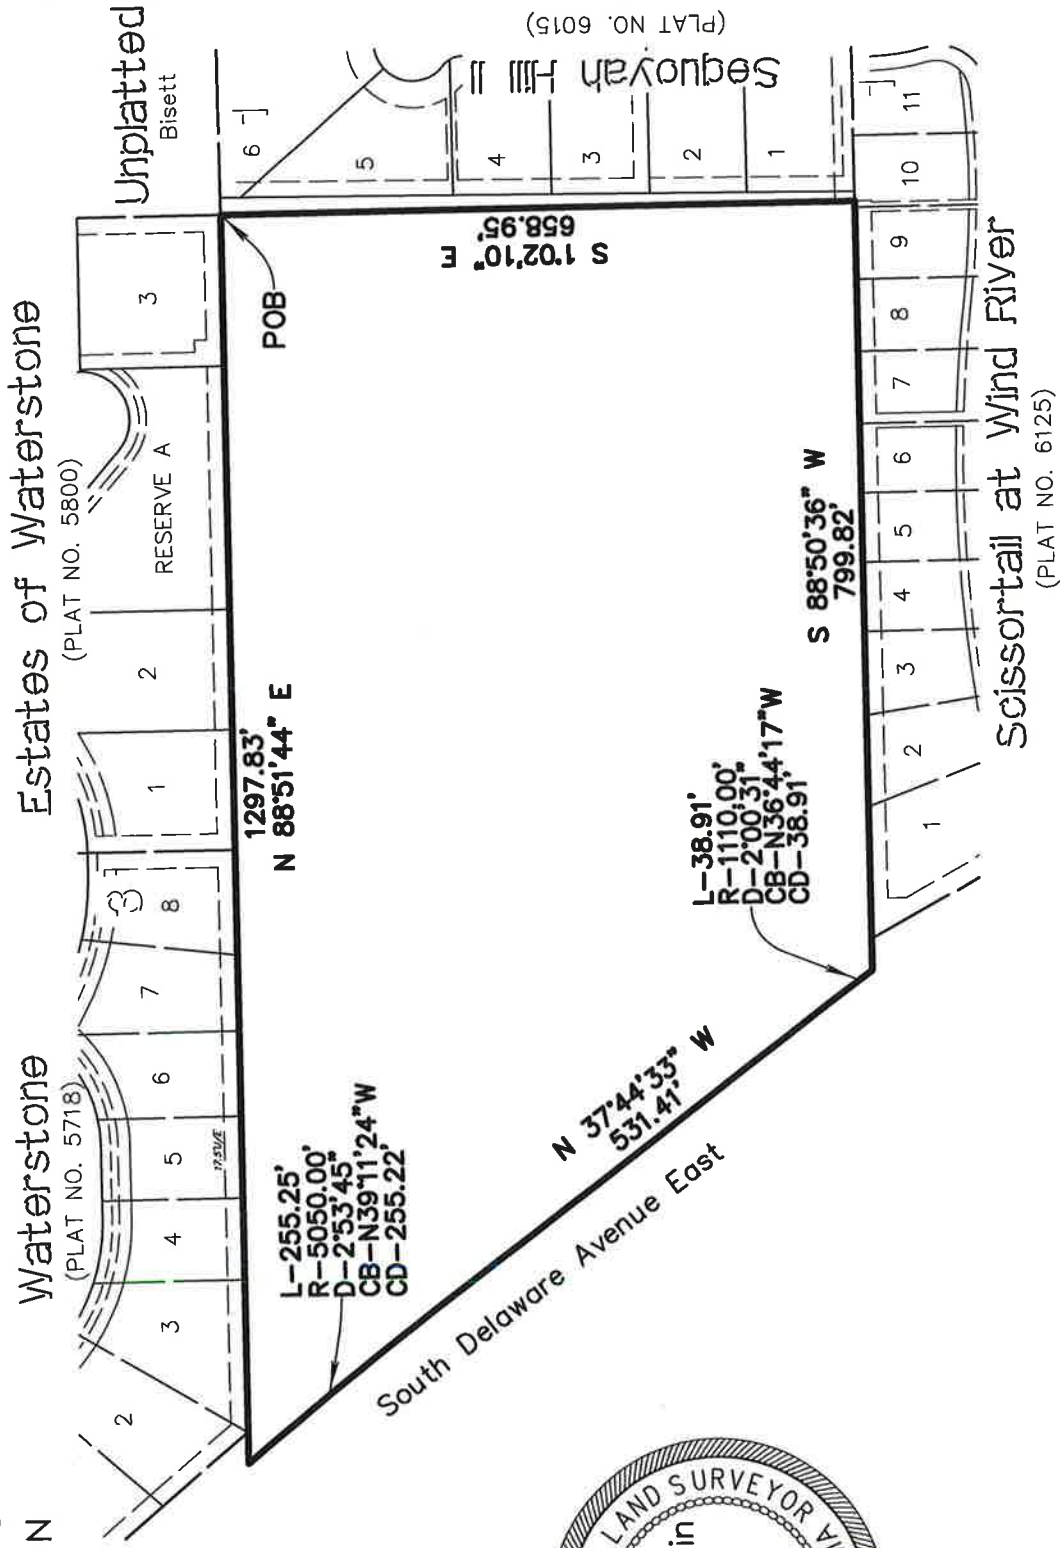 N
Waterstone
(PLAT NO. 5718)
Estates of Waterstone
(PLAT NO. 5800)
Unplatted
Bisett
2
3
4
5
6
7
8
3
17.5'U/E
1
2
RESERVE A
3
POB
1297.83'
N 88°51'44" E
S 1°02'10" E
658.95'
6
5
4
3
2
1
Sequoyah Hill II
(PLAT NO. 6015)
L-255.25'
R-5050.00'
D-2°53'45"
CB-N39°11'24"W
CD-255.22'
N 37°44'33" W
531.41'
South Delaware Avenue East
L-38.91'
R-1110.00'
D-2°00'31"
CB-N36°44'17"W
CD-38.91'
S 88°50'36" W
799.82'
1
2
3
4
5
6
7
8
9
10
11
Scissortail at Wind River
(PLAT NO. 6125)
LAND SURVEYOR
in